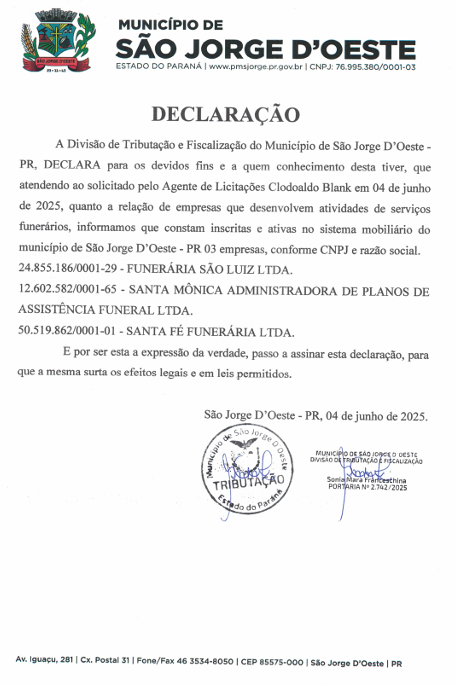 MUNICÍPIO DE
SÃO JORGE D'OESTE
ESTADO DO PARANÁ | www.pmsjorge.pr.gov.br | CNPJ: 76.995.380/0001-03
DECLARAÇÃO
A Divisão de Tributação e Fiscalização do Município de São Jorge D'Oeste -
PR, DECLARA para os devidos fins e a quem conhecimento desta tiver, que
atendendo ao solicitado pelo Agente de Licitações Clodoaldo Blank em 04 de junho
de 2025, quanto a relação de empresas que desenvolvem atividades de serviços
funerários, informamos que constam inscritas e ativas no sistema mobiliário do
município de São Jorge D'Oeste - PR 03 empresas, conforme CNPJ e razão social.
24.855.186/0001-29 - FUNERÁRIA SÃO LUIZ LTDA.
12.602.582/0001-65 - SANTA MÔNICA ADMINISTRADORA DE PLANOS DE
ASSISTÊNCIA FUNERAL LTDA.
50.519.862/0001-01 - SANTA FÉ FUNERÁRIA LTDA.
E por ser esta a expressão da verdade, passo a assinar esta declaração, para
que a mesma surta os efeitos legais e em leis permitidos.
São Jorge D'Oeste - PR, 04 de junho de 2025.
Município de São Jorge D'Oeste
TRIBUTAÇÃO
Estado do Paraná
MUNICÍPIO DE SÃO JORGE D'OESTE
DIVISÃO DE TRIBUTAÇÃO E FISCALIZAÇÃO
Sonia Mara
PORTARIA Nº 2.742/2025
Av. Iguaçu, 281 | Cx. Postal 31 | Fone/Fax 46 3534-8050 | CEP 85575-000 | São Jorge D'Oeste | PR